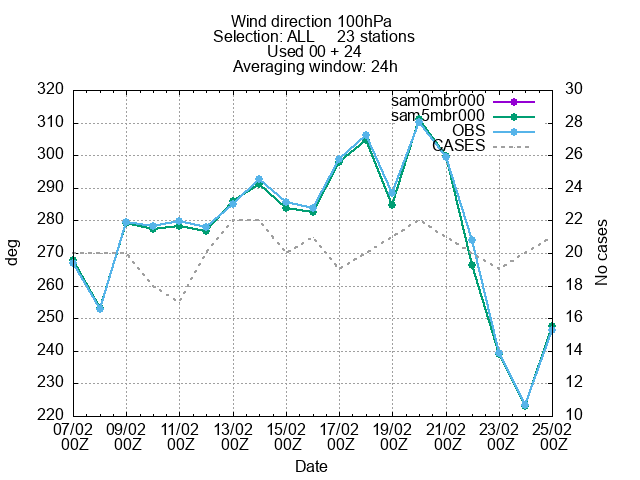 Wind direction 100hPa
Selection: ALL 23 stations
Used 00 + 24
Averaging window: 24h
320 30
sam0mbr000
310 28
sam5mbr000
OBS
CASES
300 26
290 24
280 22
270 20
260 18
250 16
240 14
230 12
220 10
deg
No cases
07/02 09/02 11/02 13/02 15/02 17/02 19/02 21/02 23/02 25/02
00Z 00Z 00Z 00Z 00Z 00Z 00Z 00Z 00Z 00Z
Date